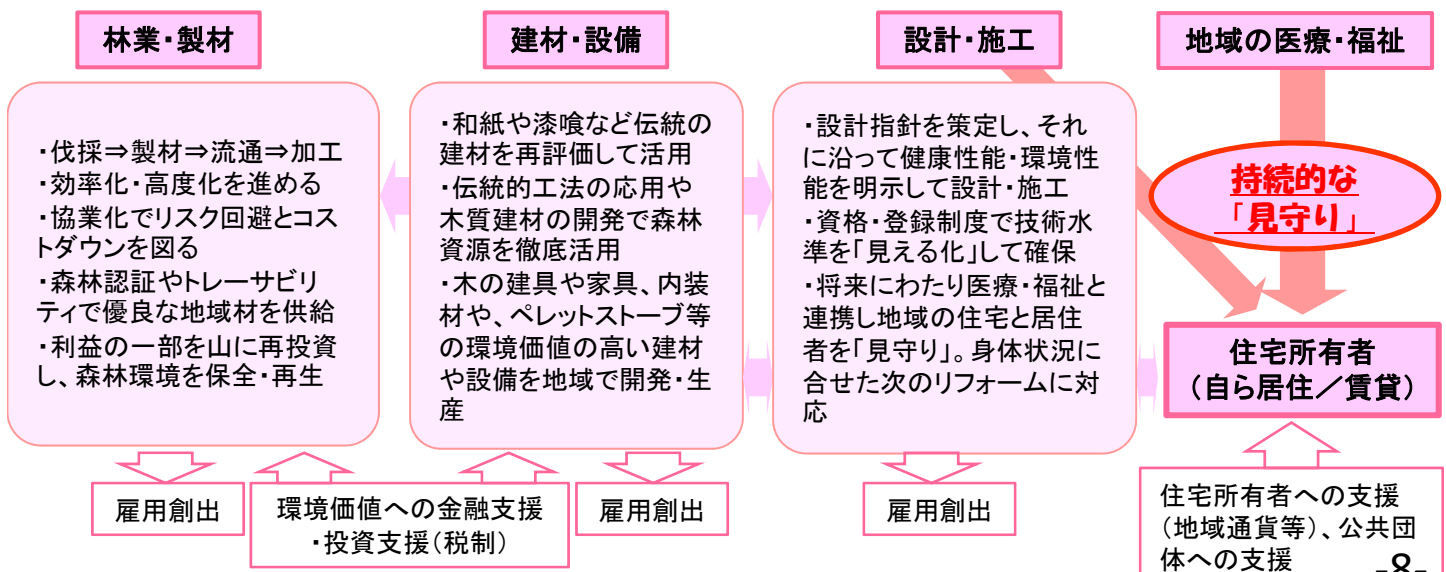 林業・製材
・伐採⇒製材⇒流通⇒加工
・効率化・高度化を進める
・協業化でリスク回避とコス
トダウンを図る
・森林認証やトレーサビリ
ティで優良な地域材を供給
・利益の一部を山に再投資
し、森林環境を保全・再生
建材・設備
・和紙や漆喰など伝統の
建材を再評価して活用
・伝統的工法の応用や
木質建材の開発で森林
資源を徹底活用
・木の建具や家具、内装
材や、ペレットストーブ等
の環境価値の高い建材
や設備を地域で開発・生
産
設計・施工
・設計指針を策定し、それ
に沿って健康性能・環境性
能を明示して設計・施工
・資格・登録制度で技術水
準を「見える化」して確保
・将来にわたり医療・福祉と
連携し地域の住宅と居住
者を「見守り」。身体状況に
合せた次のリフォームに対
応
地域の医療・福祉
持続的な
「見守り」
住宅所有者
(自ら居住/賃貸)
雇用創出
環境価値への金融支援
・投資支援(税制)
雇用創出
雇用創出
住宅所有者への支援
(地域通貨等)、公共団
体への支援
-8-